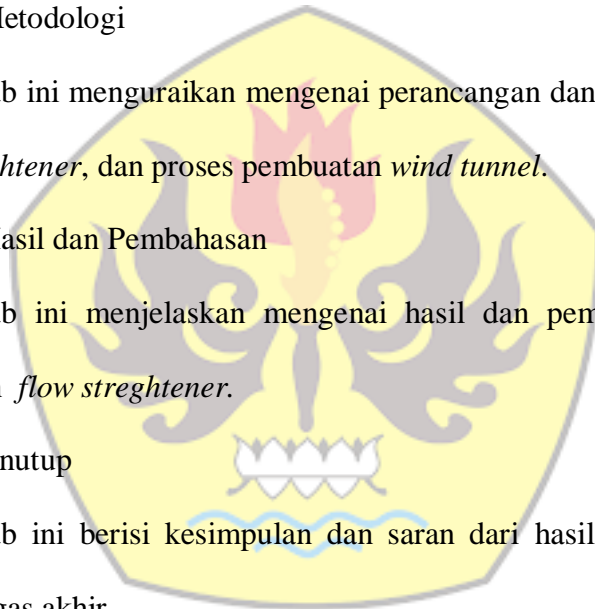 Metodologi
b ini menguraikan mengenai perancangan dan
htener, dan proses pembuatan wind tunnel.
Hasil dan Pembahasan
b ini menjelaskan mengenai hasil dan pem
flow streghtener.
nutup
b ini berisi kesimpulan dan saran dari hasil
gas akhir